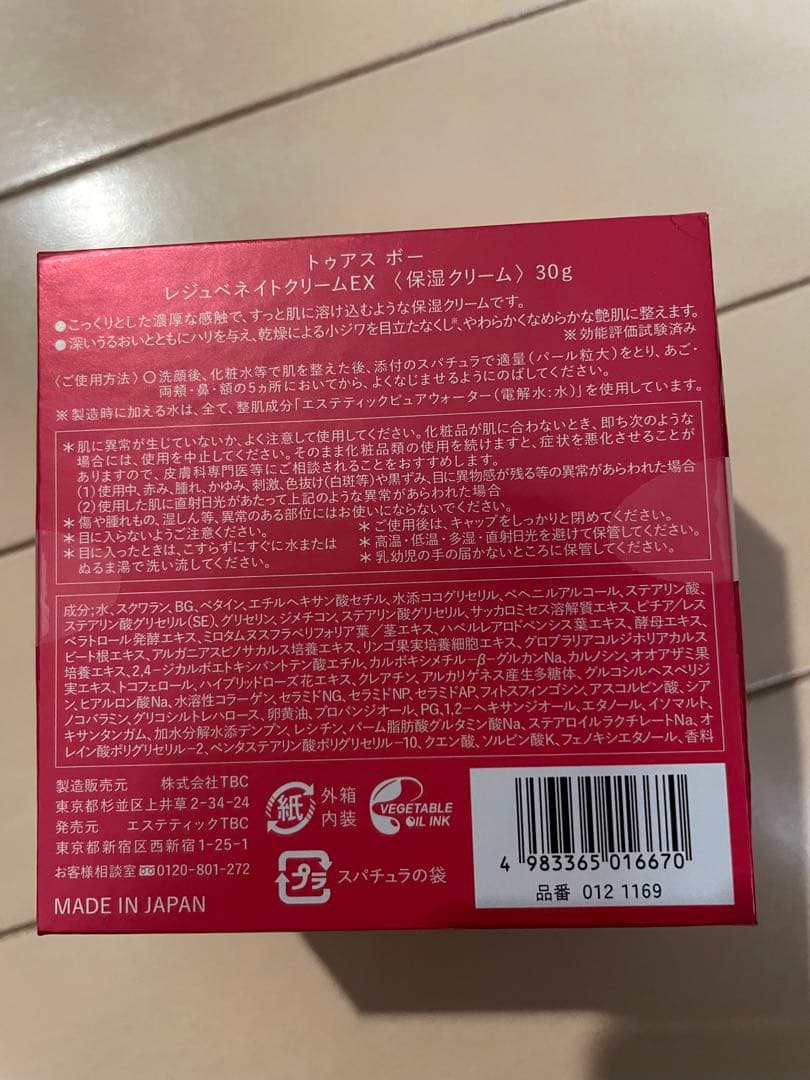 トゥアス ボー
レジュベネイトクリームEX 〈保湿クリーム〉 30g
●こっくりとした濃厚な感触で、すっと肌に溶け込むような保湿クリームです。
●深いうるおいとともにハリを与え、乾燥による小ジワを目立たなくし※、やわらかくなめらかな艶肌に整えます。
※効能評価試験済み
〈ご使用方法〉○洗顔後、化粧水等で肌を整えた後、添付のスパチュラで適量(パール粒大)をとり、あご・
両頬・鼻・額の5ヵ所においてから、よくなじませるようにのばしてください。
※製造時に加える水は、全て、整肌成分「エステティックピュアウォーター(電解水:水)」を使用しています。
＊肌に異常が生じていないか、よく注意して使用してください。化粧品が肌に合わないとき、即ち次のような
場合には、使用を中止してください。そのまま化粧品類の使用を続けますと、症状を悪化させることが
ありますので、皮膚科専門医等にご相談されることをおすすめします。
(1)使用中、赤み、腫れ、かゆみ、刺激、色抜け(白斑等)や黒ずみ、目に異物感が残る等の異常があらわれた場合
(2)使用した肌に直射日光があたって上記のような異常があらわれた場合
＊傷や腫れもの、湿しん等、異常のある部位にはお使いにならないでください。
＊目に入らないようご注意ください。
＊目に入ったときは、こすらずにすぐに水または
ぬるま湯で洗い流してください。
＊ご使用後は、キャップをしっかりと閉めてください。
＊高温・低温・多湿・直射日光を避けて保管してください。
＊乳幼児の手の届かないところに保管してください。
成分:水、スクワラン、BG、ベタイン、エチルヘキサン酸セチル、水添ココグリセリル、ベヘニルアルコール、ステアリン酸、
ステアリン酸グリセリル(SE)、グリセリン、ジメチコン、ステアリン酸グリセリル、サッカロミセス溶解質エキス、ピチア/レス
ベラトロール発酵エキス、ミロタムヌスフラベリフォリア葉／茎エキス、ハベルレアロドペンシス葉エキス、酵母エキス、
ビート根エキス、アルガニアスピノサカルス培養エキス、リンゴ果実培養細胞エキス、グロブラリアコルジホリアカルス
培養エキス、2,4-ジカルボエトキシパントテン酸エチル、カルボキシメチル-β-グルカンNa、カルノシン、オオアザミ果
実エキス、トコフェロール、ハイブリッドローズ花エキス、クレアチン、アルカリゲネス産生多糖体、グルコシルヘスペリジ
ン、ヒアルロン酸Na、水溶性コラーゲン、セラミドNG、セラミドNP、セラミドAP、フィトスフィンゴシン、アスコルビン酸、シア
ノコバラミン、グリコシルトレハロース、卵黄油、プロパンジオール、PG、1,2-ヘキサンジオール、エタノール、イソマルト、
キサンタンガム、加水分解水添デンプン、レシチン、パーム脂肪酸グルタミン酸Na、ステアロイルラクチレートNa、オ
レイン酸ポリグリセリル-2、ペンタステアリン酸ポリグリセリル-10、クエン酸、ソルビン酸K、フェノキシエタノール、香料
製造販売元 株式会社TBC
東京都杉並区上井草2-34-24
発売元 エステティックTBC
東京都新宿区西新宿1-25-1
お客様相談室 0120-801-272
MADE IN JAPAN
紙
外箱
内装
VEGETABLE
OIL INK
プラ
スパチュラの袋
4 983365 016670
品番 012 1169